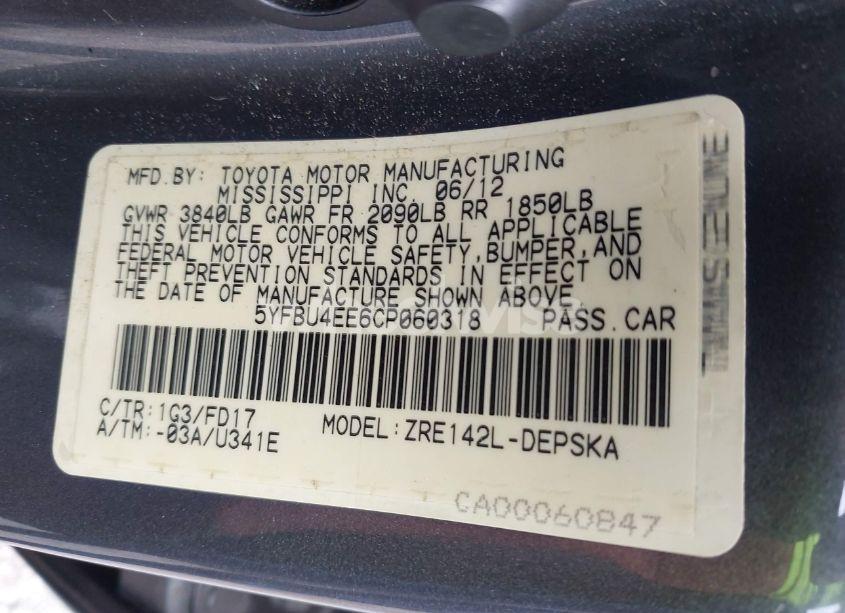 MFD.BY: TOYOTA MOTOR MANUFACTURING
MISSISSIPPI INC. 06/12
GVWR 3840LB GAWR FR 2090LB RR 1850LB
THIS VEHICLE CONFORMS TO ALL APPLICABLE
FEDERAL MOTOR VEHICLE SAFETY,BUMPER,AND
THEFT PREVENTION STANDARDS IN EFFECT ON
THE DATE OF MANUFACTURE SHOWN ABOVE
5YFBU4EE6CP060318 PASS.CAR
C/TR:1G3/FD17
A/TM:-03A/U341E
MODEL:ZRE142L-DEPSKA
CA00060847